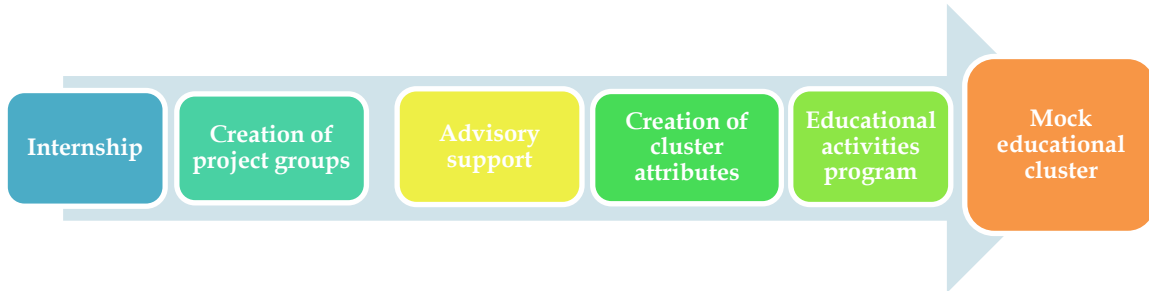 Internship
Creation of
project groups
Advisory
support
Creation of
cluster
attributes
Educational
activities
program
Mock
educational
cluster